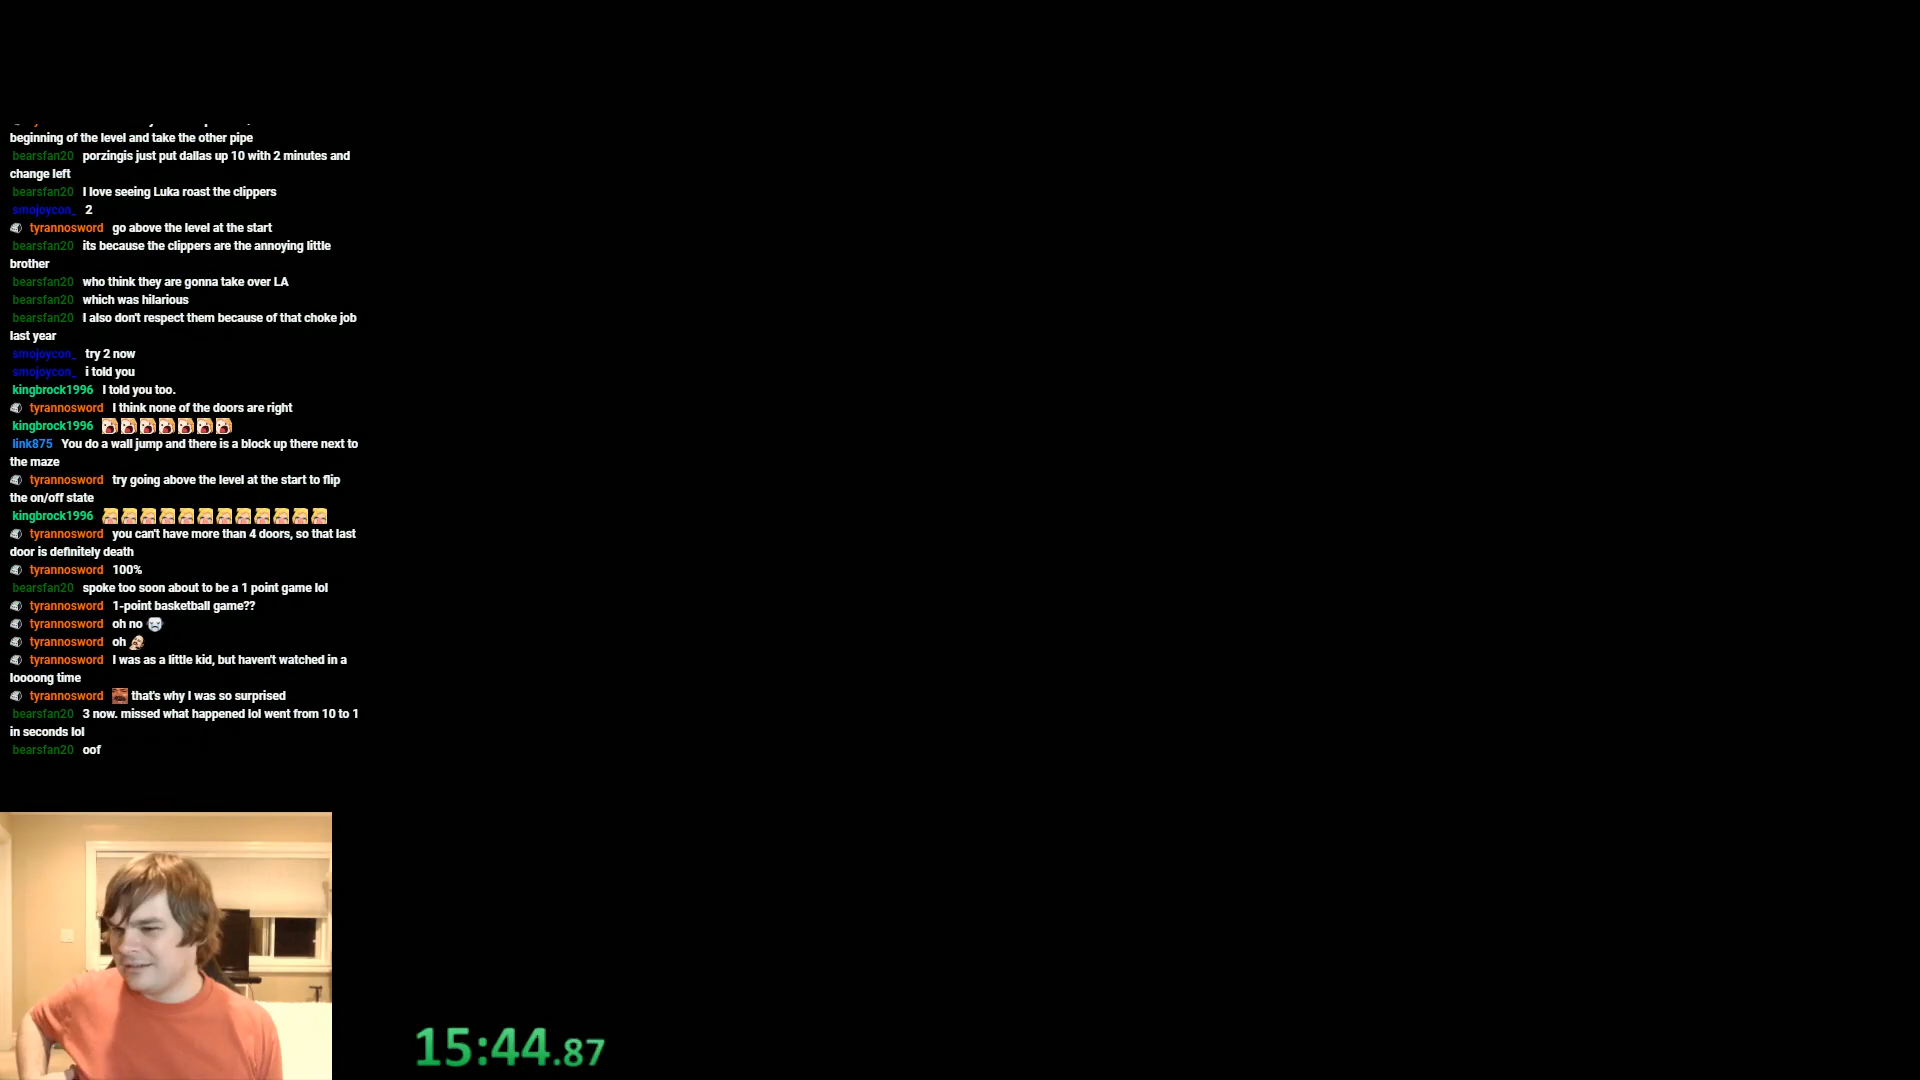 beginning of the level and take the other pipe
bearsfan20 porzingis just put dallas up 10 with 2 minutes and
change left
bearsfan20 I love seeing Luka roast the clippers
smojoycon_ 2
tyrannosword go above the level at the start
bearsfan20 its because the clippers are the annoying little
brother
bearsfan20 who think they are gonna take over LA
bearsfan20 which was hilarious
bearsfan20 I also don't respect them because of that choke job
last year
smojoycon_ try 2 now
smojoycon_ i told you
kingbrock1996 I told you too.
tyrannosword I think none of the doors are right
kingbrock1996
link875 You do a wall jump and there is a block up there next to
the maze
tyrannosword try going above the level at the start to flip
the on/off state
kingbrock1996
tyrannosword you can't have more than 4 doors, so that last
door is definitely death
tyrannosword 100%
bearsfan20 spoke too soon about to be a 1 point game lol
tyrannosword 1-point basketball game??
tyrannosword oh no
tyrannosword oh
tyrannosword I was as a little kid, but haven't watched in a
loooong time
tyrannosword that's why I was so surprised
bearsfan20 3 now. missed what happened lol went from 10 to 1
in seconds lol
bearsfan20 oof
15:44.87